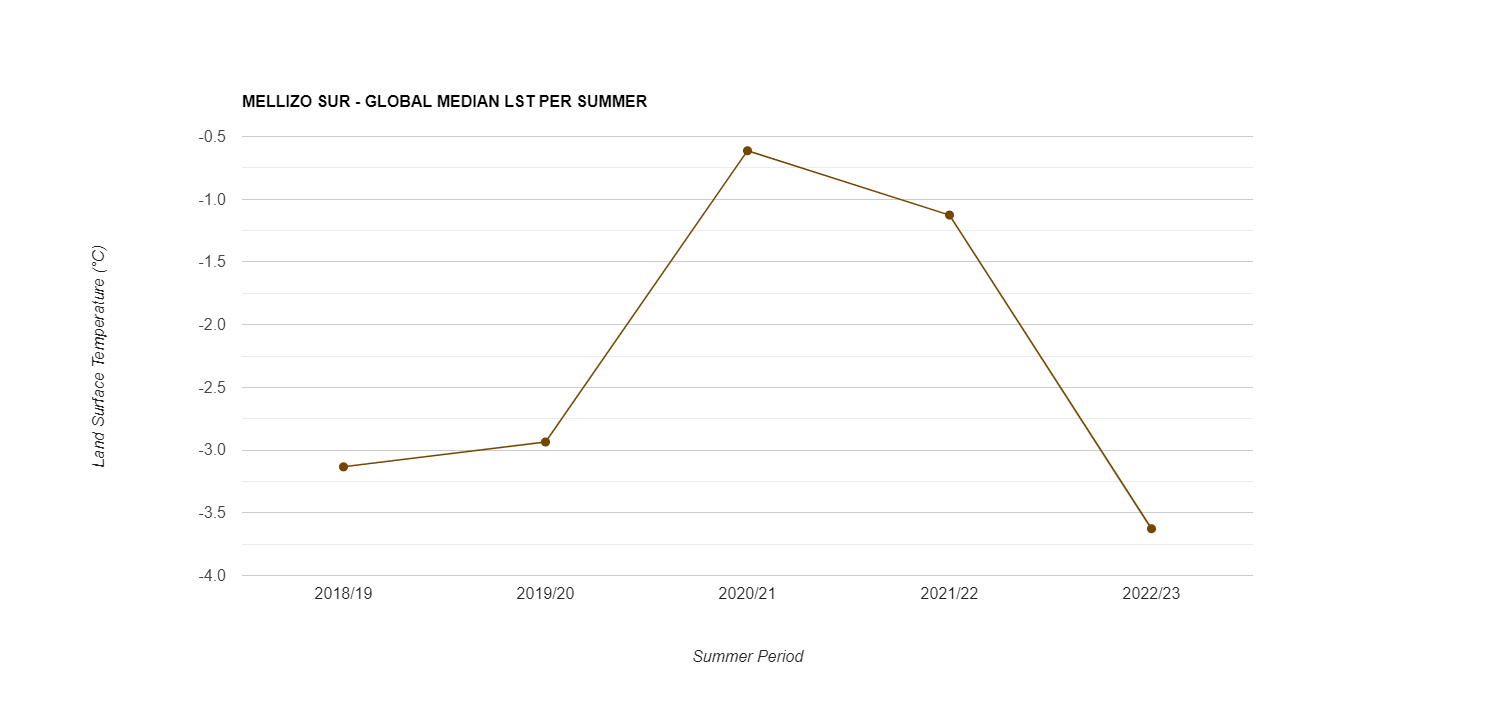 MELLIZO SUR - GLOBAL MEDIAN LST PER SUMMER
-0.5
-1.0
-1.5
-2.0
-2.5
-3.0
-3.5
-4.0
Land Surface Temperature (°C)
2018/19 2019/20 2020/21 2021/22 2022/23
Summer Period